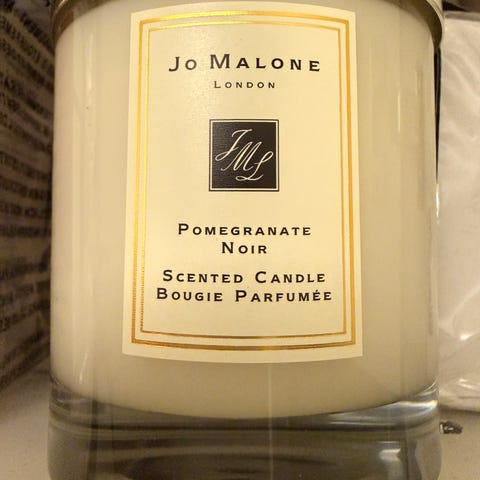 Jo Malone
London
JML
Pomegranate
Noir
Scented Candle
Bougie Parfumée